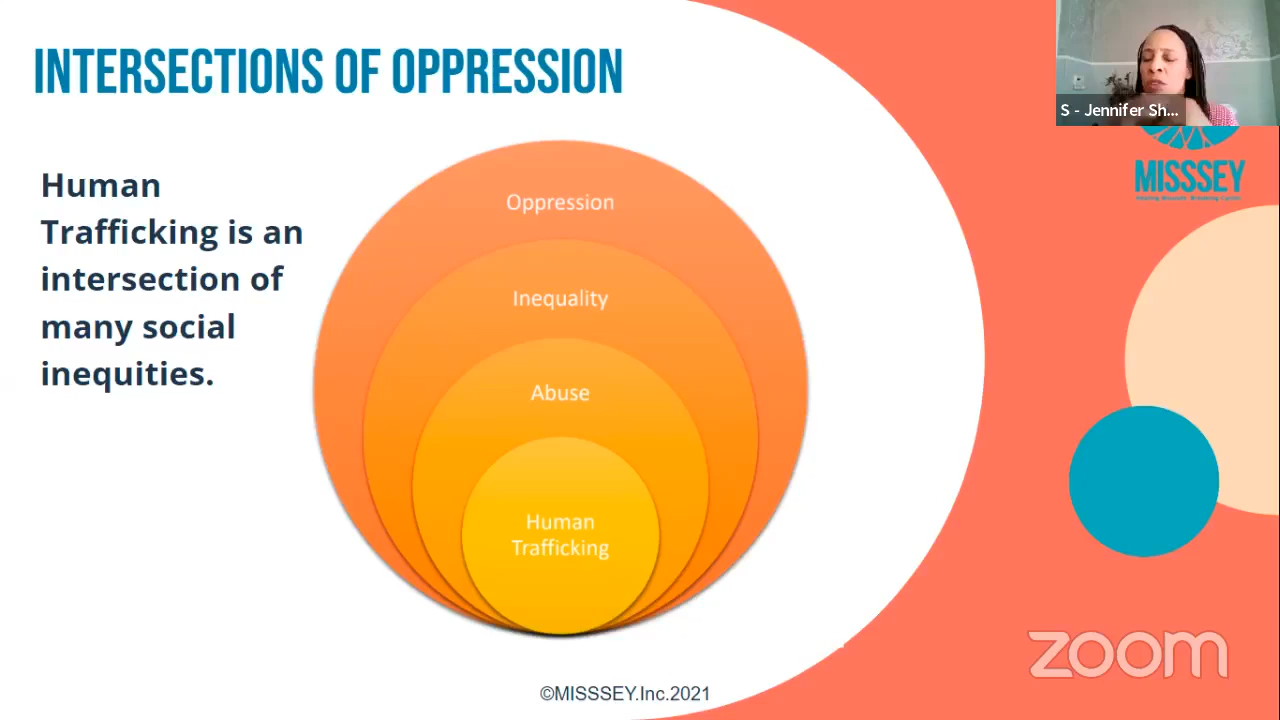 INTERSECTIONS OF OPPRESSION
S - Jennifer Sh...
MISSSEY
Human
Trafficking is an
intersection of
many social
inequities.
Oppression
Inequality
Abuse
Human
Trafficking
zoom
©MISSSEY.Inc.2021